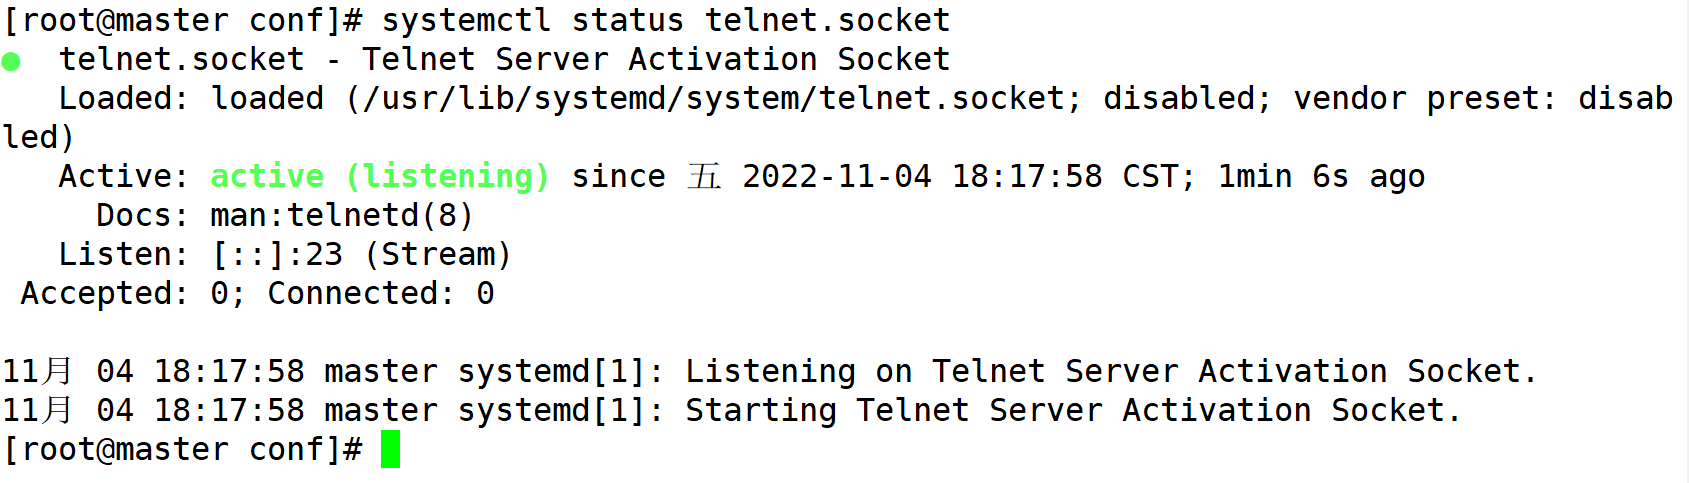 [root@master conf]# systemctl status telnet.socket
● telnet.socket - Telnet Server Activation Socket
   Loaded: loaded (/usr/lib/systemd/system/telnet.socket; disabled; vendor preset: disab
led)
   Active: active (listening) since 五 2022-11-04 18:17:58 CST; 1min 6s ago
     Docs: man:telnetd(8)
   Listen: [::]:23 (Stream)
 Accepted: 0; Connected: 0
11月 04 18:17:58 master systemd[1]: Listening on Telnet Server Activation Socket.
11月 04 18:17:58 master systemd[1]: Starting Telnet Server Activation Socket.
[root@master conf]#